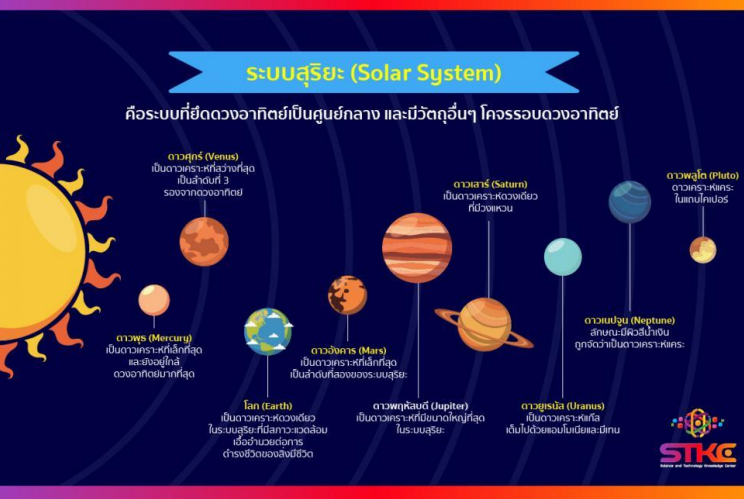 ระบบสุริยะ (Solar System)
คือระบบที่ยึดดวงอาทิตย์เป็นศูนย์กลาง และมีวัตถุอื่นๆ โคจรรอบดวงอาทิตย์
ดาวศุกร์ (Venus)
เป็นดาวเคราะห์ที่สว่างที่สุด
เป็นลำดับที่ 3
รองจากดวงอาทิตย์
ดาวเสาร์ (Saturn)
เป็นดาวเคราะห์ดวงเดียว
ที่มีวงแหวน
ดาวพลูโต (Pluto)
ดาวเคราะห์แคระ
ในแถบไคเปอร์
ดาวพุธ (Mercury)
เป็นดาวเคราะห์ที่เล็กที่สุด
และยังอยู่ใกล้
ดวงอาทิตย์มากที่สุด
ดาวอังคาร (Mars)
เป็นดาวเคราะห์ที่เล็กที่สุด
เป็นลำดับที่สองของระบบสุริยะ
ดาวเนปจูน (Neptune)
ลักษณะมีผิวสีน้ำเงิน
ถูกจัดว่าเป็นดาวเคราะห์แคระ
โลก (Earth)
เป็นดาวเคราะห์ดวงเดียว
ในระบบสุริยะที่มีสภาวะแวดล้อม
เอื้ออำนวยต่อการ
ดำรงชีวิตของสิ่งมีชีวิต
ดาวพฤหัสบดี (Jupiter)
เป็นดาวเคราะห์ที่มีขนาดใหญ่ที่สุด
ในระบบสุริยะ
ดาวยูเรนัส (Uranus)
เป็นดาวเคราะห์แก๊ส
เต็มไปด้วยแอมโมเนียและมีเทน
STKC
Science and Technology Knowledge Center